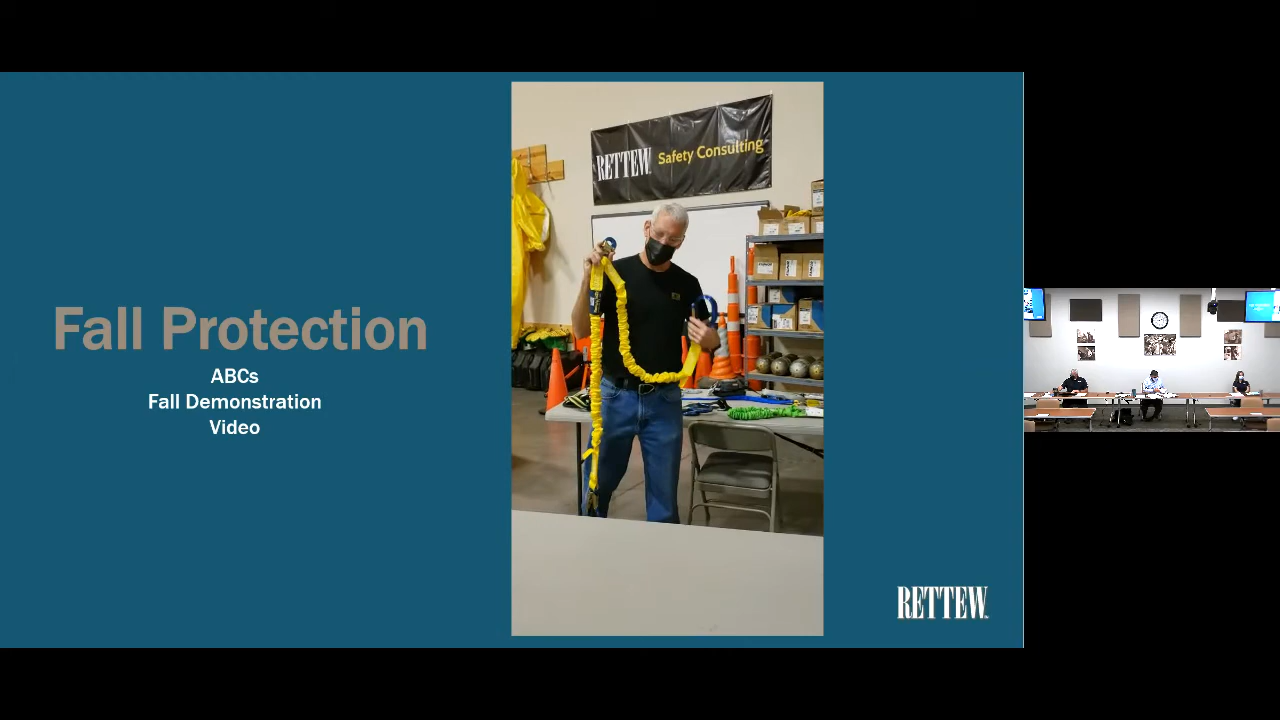 Fall Protection
ABCs
Fall Demonstration
Video
RETTEW Safety Consulting
RETTEW